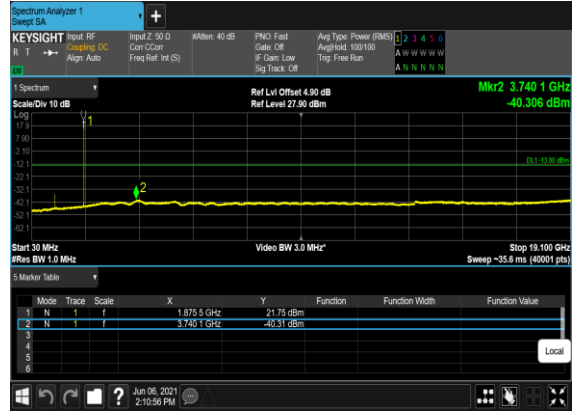 Spectrum Analyzer 1
Swept SA
KEYSIGHT Input: RF Input Z: 50 Ω #Atten: 40 dB PNO: Fast Avg Type: Power (RMS) 1 2 3 4 5 6
R T Coupling: DC Corr CCorr Gate: Off Avg|Hold: 100/100 A W W W W W
Align: Auto Freq Ref: Int (S) IF Gain: Low Trig: Free Run
Sig Track: Off A N N N N N
LW
1 Spectrum Ref Lvl Offset 4.90 dB Mkr2 3.740 1 GHz
Scale/Div 10 dB Ref Level 27.90 dBm -40.306 dBm
Log
17.9
1
7.90
-2.10
-12.1 DL1 -13.00 dBm
-22.1
-32.1 2
-42.1
-52.1
-62.1
Start 30 MHz Video BW 3.0 MHz* Stop 19.100 GHz
#Res BW 1.0 MHz Sweep ~35.6 ms (40001 pts)
5 Marker Table
Mode Trace Scale X Y Function Function Width Function Value
1 N 1 f 1.875 5 GHz 21.75 dBm
2 N 1 f 3.740 1 GHz -40.31 dBm
3
4
5
6
Local
? Jun 06, 2021
2:10:56 PM